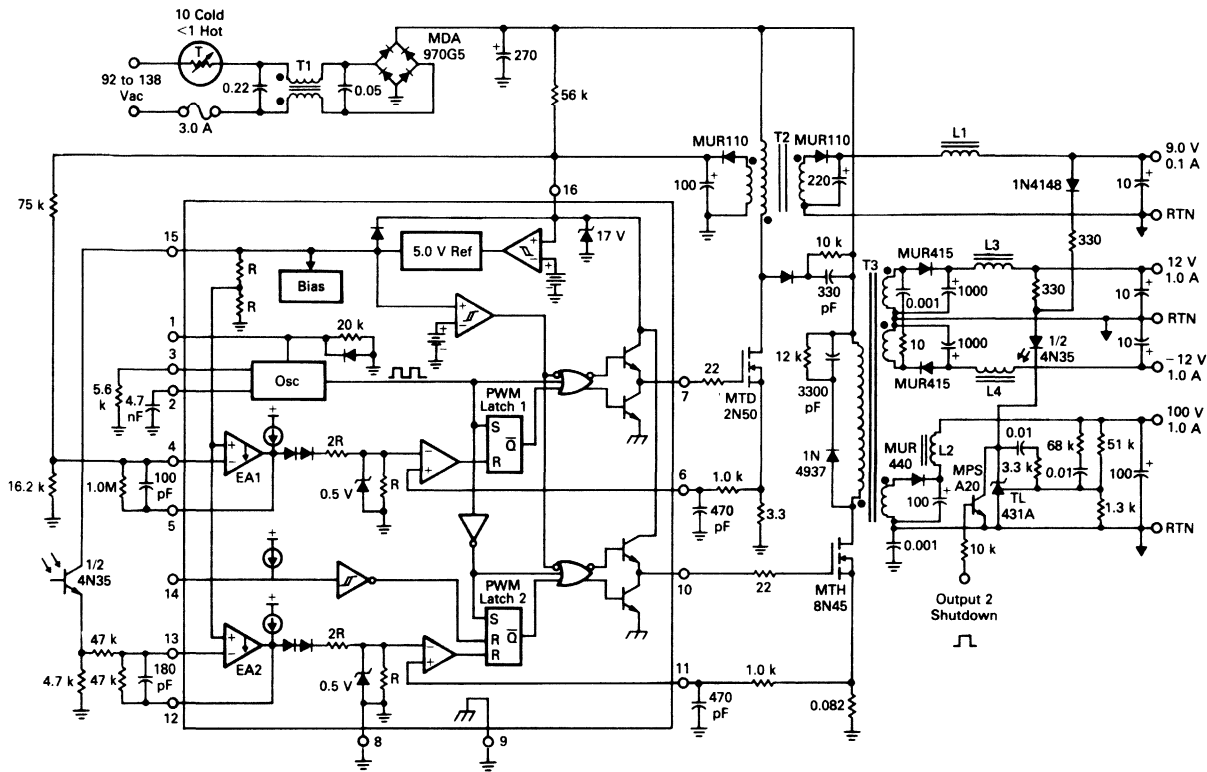 10 Cold
<1 Hot
T
T1
MDA
970G5
+
270
92 to 138
Vac
0.22
0.05
3.0 A
56 k
MUR110
T2
MUR110
L1
9.0 V
0.1 A
100
+
220
+
1N4148
10
+
RTN
75 k
16
15
5.0 V Ref
+
−
17 V
R
R
Bias
10 k
330
pF
T3
MUR415
L3
330
12 V
1.0 A
0.001
1000
+
330
10
+
RTN
10
1000
+
1/2
4N35
10
+
−12 V
1.0 A
MUR415
L4
1
20 k
+
−
3
Osc
2
5.6
k
4.7
nF
PWM
Latch 1
S
Q
R
7
22
MTD
2N50
12 k
3300
pF
1N
4937
100 V
1.0 A
MUR
440
L2
MPS
A20
0.01
68 k
51 k
3.3 k
0.01
100
+
TL
431A
1.3 k
100
+
RTN
0.001
10 k
4
+
−
EA1
2R
−
+
0.5 V
R
6
1.0 k
470
pF
3.3
16.2 k
1.0M
100
pF
5
1/2
4N35
14
+
10
22
MTH
8N45
Output 2
Shutdown
PWM
Latch 2
S
R
Q
R
13
47 k
+
−
EA2
2R
−
+
0.5 V
R
11
1.0 k
470
pF
0.082
4.7 k
47 k
180
pF
12
8
9